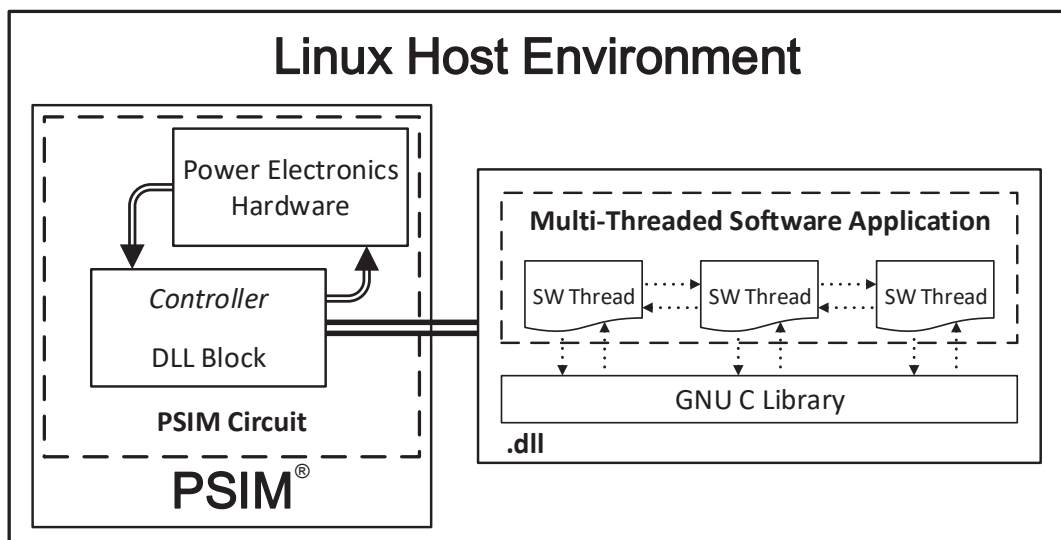 Linux Host Environment
Power Electronics
Hardware
Controller
DLL Block
PSIM Circuit
PSIM®
Multi-Threaded Software Application
SW Thread
SW Thread
SW Thread
GNU C Library
.dll